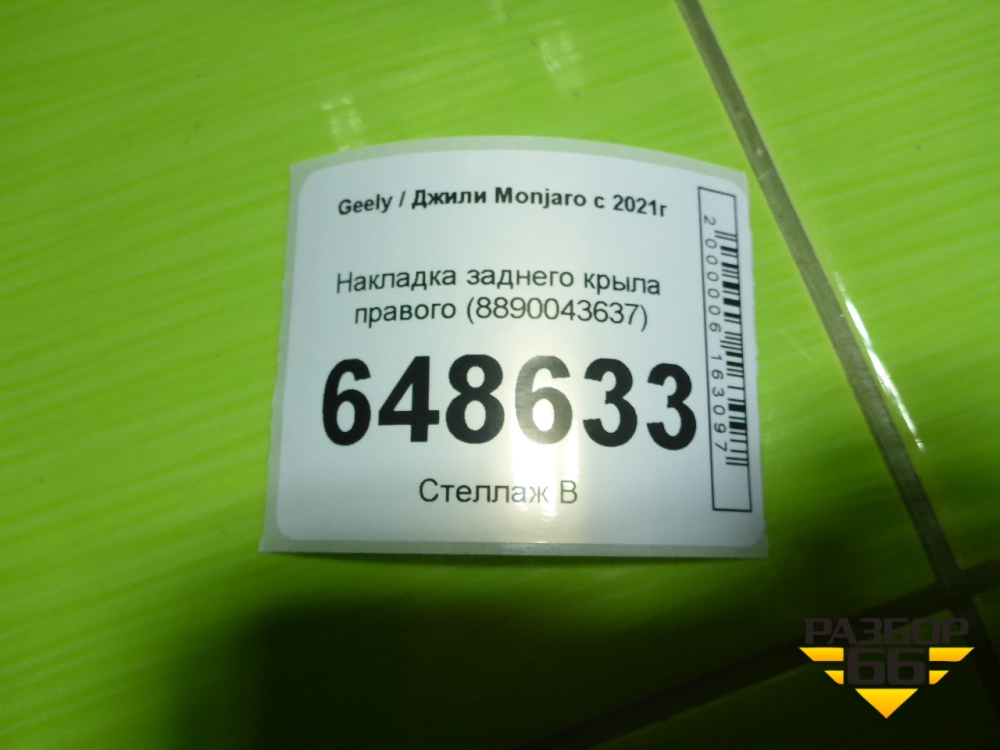 Geely / Джили Monjaro с 2021г
Накладка заднего крыла
правого (8890043637)
648633
Стеллаж В
2000006163097
РАЗБОР
66